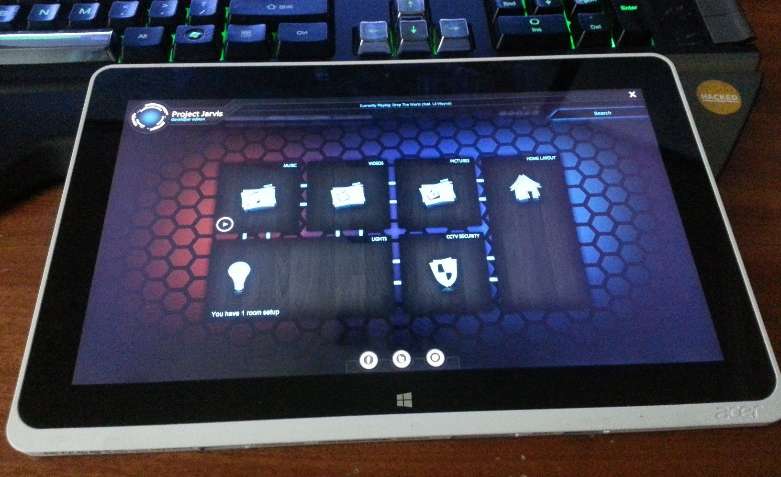 N
M
Alt
Ctrl
Shift
End
Ins
Del
Enter
HACKED
Project Jarvis
developer edition
Currently Playing: Drop The World (feat. Lil Wayne)
x
Search
MUSIC
VIDEOS
PICTURES
HOME LAYOUT
LIGHTS
CCTV SECURITY
You have 1 room setup
acer